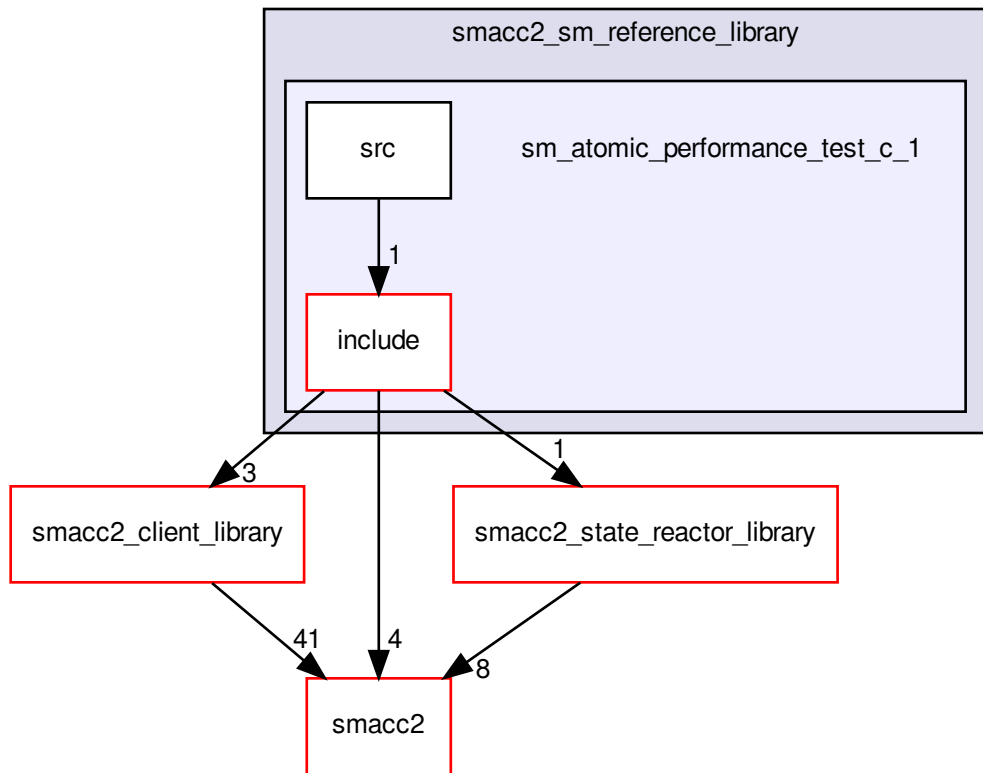 smacc2_sm_reference_library
src
sm_atomic_performance_test_c_1
1
include
3
1
smacc2_client_library
smacc2_state_reactor_library
41
4
8
smacc2